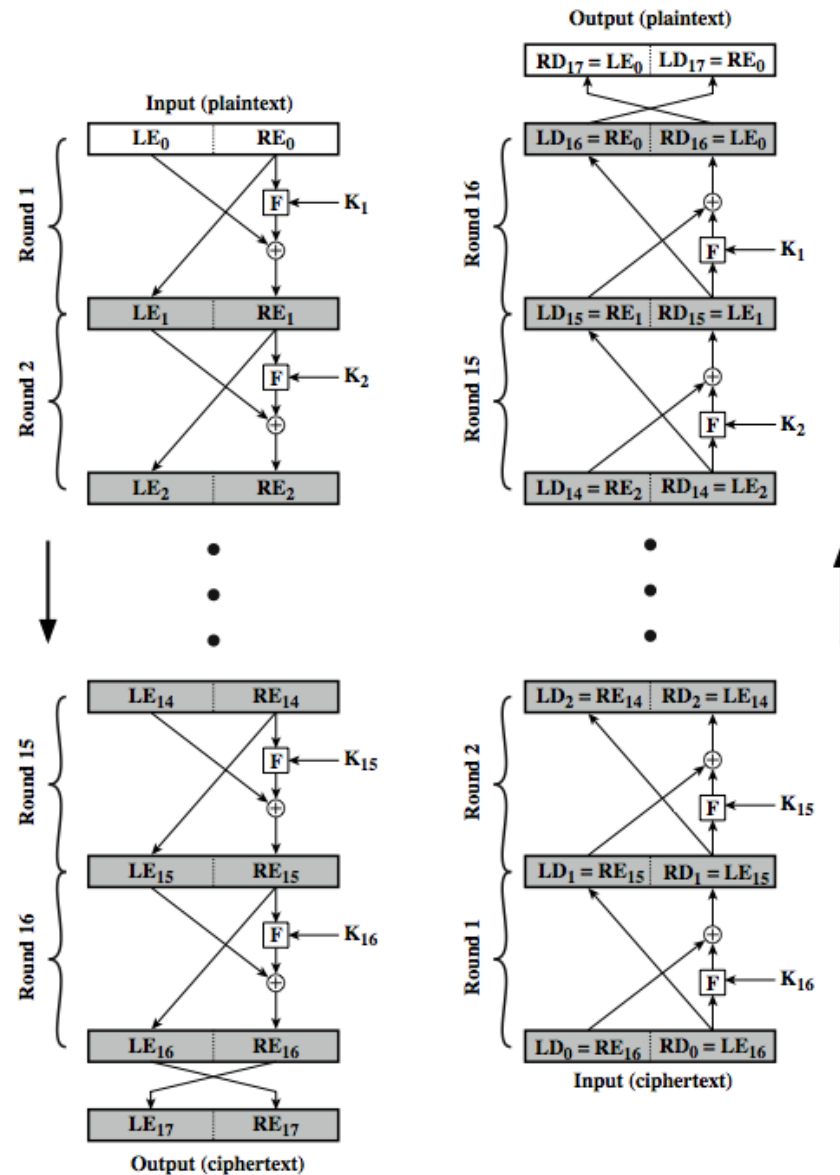 Input (plaintext)
LE₀ RE₀
Round 1
F
K₁
+
LE₁ RE₁
Round 2
F
K₂
+
LE₂ RE₂
LE₁₄ RE₁₄
Round 15
F
K₁₅
+
LE₁₅ RE₁₅
Round 16
F
K₁₆
+
LE₁₆ RE₁₆
LE₁₇ RE₁₇
Output (ciphertext)
Output (plaintext)
RD₁₇ = LE₀ LD₁₇ = RE₀
LD₁₆ = RE₀ RD₁₆ = LE₀
Round 16
+
F
K₁
LD₁₅ = RE₁ RD₁₅ = LE₁
Round 15
+
F
K₂
LD₁₄ = RE₂ RD₁₄ = LE₂
LD₂ = RE₁₄ RD₂ = LE₁₄
Round 2
+
F
K₁₅
LD₁ = RE₁₅ RD₁ = LE₁₅
Round 1
+
F
K₁₆
LD₀ = RE₁₆ RD₀ = LE₁₆
Input (ciphertext)